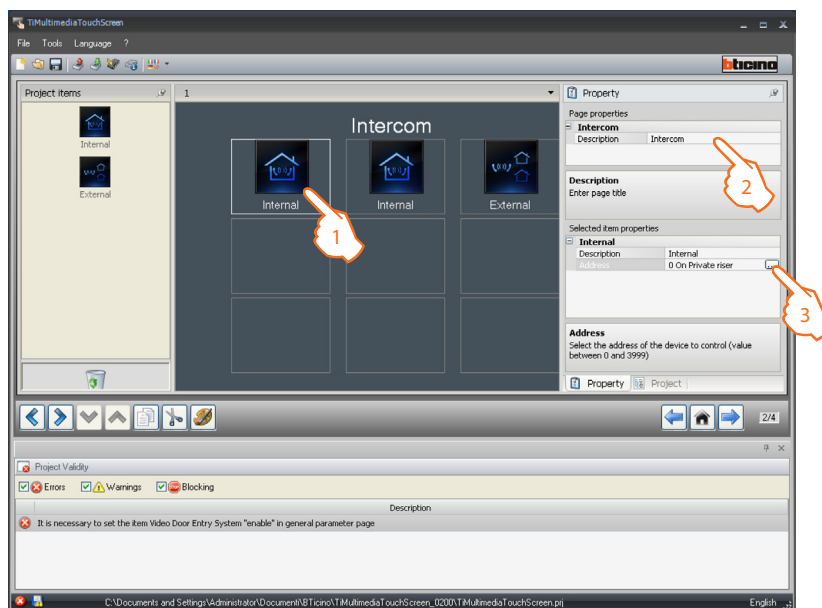 TiMultimediaTouchScreen
File Tools Language ?
bticino
Project items
Internal
External
1
Intercom
Internal
Internal
External
Property
Page properties
Intercom
Description Intercom
Description
Enter page title
Selected item properties
Internal
Description Internal
Address 0 On Private riser ...
Address
Select the address of the device to control (value
between 0 and 3999)
Property Project
1
2
3
2/4
Project Validity
Errors Warnings Blocking
Description
It is necessary to set the item Video Door Entry System "enable" in general parameter page
C:\Documents and Settings\Administrator\Documenti\BTicino\TiMultimediaTouchScreen_0200\TiMultimediaTouchScreen.prj
English